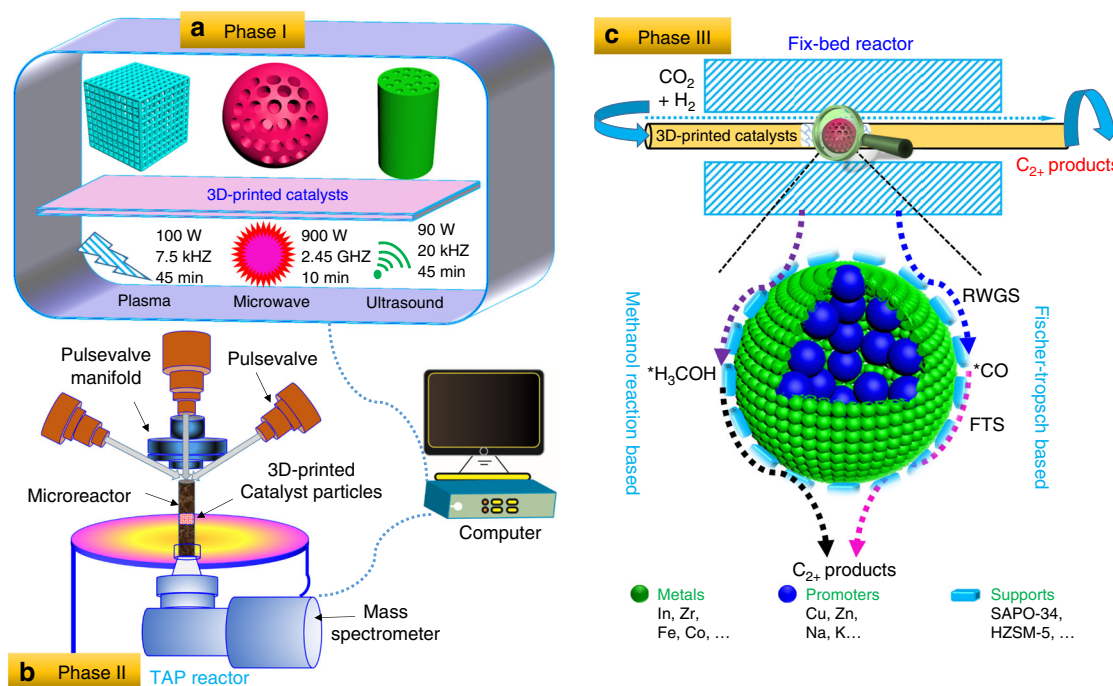 a
Phase I
3D-printed catalysts
100 W
7.5 kHZ
45 min
Plasma
900 W
2.45 GHZ
10 min
Microwave
90 W
20 kHZ
45 min
Ultrasound
Pulsevalve
manifold
Pulsevalve
3D-printed
Catalyst particles
Microreactor
Computer
Mass
spectrometer
b
Phase II
TAP reactor
c
Phase III
Fix-bed reactor
CO₂
+ H₂
3D-printed catalysts
C₂₊ products
Methanol reaction based
*H₃COH
RWGS
*CO
FTS
Fischer-tropsch based
C₂₊ products
Metals
In, Zr,
Fe, Co, ...
Promoters
Cu, Zn,
Na, K...
Supports
SAPO-34,
HZSM-5, ...